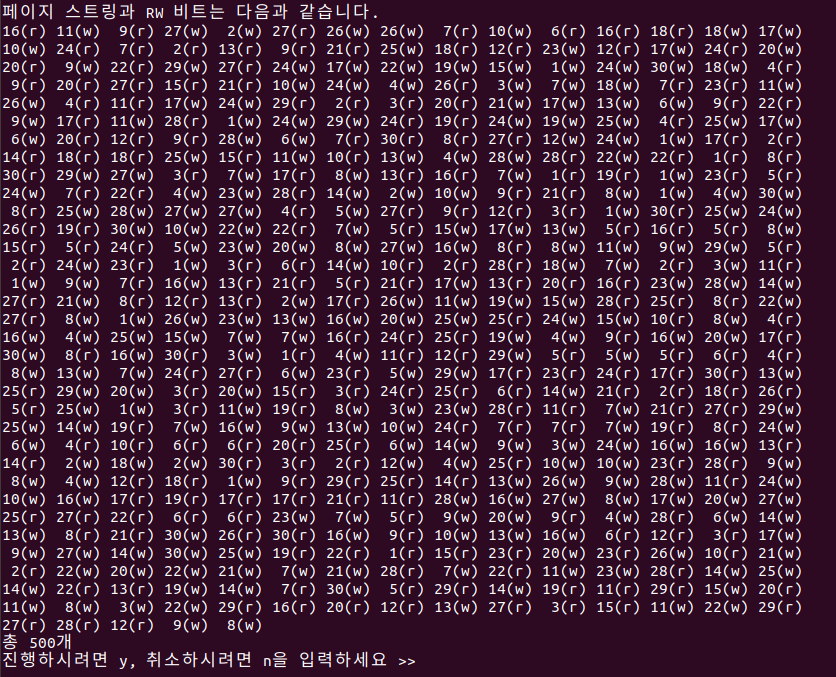 페이지 스트링과 RW 비트는 다음과 같습니다.
16(r) 11(w)  9(r) 27(w)  2(w) 27(r) 26(w) 26(w)  7(r) 10(w)  6(r) 16(r) 18(r) 18(w) 17(w)
10(w) 24(r)  7(r)  2(r) 13(r)  9(r) 21(r) 25(w) 18(r) 12(r) 23(w) 12(r) 17(w) 24(r) 20(w)
20(r)  9(w) 22(r) 29(w) 27(r) 24(w) 17(w) 22(w) 19(w) 15(w)  1(w) 24(w) 30(w) 18(w)  4(r)
 9(r) 20(r) 27(r) 15(r) 21(r) 10(w) 24(w)  4(w) 26(r)  3(w)  7(w) 18(w)  7(r) 23(r) 11(w)
26(w)  4(r) 11(r) 17(w) 24(w) 29(r)  2(r)  3(r) 20(r) 21(w) 17(w) 13(w)  6(w)  9(r) 22(r)
 9(w) 17(r) 11(w) 28(r)  1(w) 24(w) 29(w) 24(r) 19(r) 24(w) 19(w) 25(w)  4(r) 25(w) 17(w)
 6(w) 20(r) 12(r)  9(r) 28(w)  6(w)  7(r) 30(r)  8(r) 27(r) 12(w) 24(w)  1(w) 17(r)  2(r)
14(r) 18(r) 18(r) 25(w) 15(r) 11(w) 10(r) 13(w)  4(w) 28(w) 28(r) 22(w) 22(r)  1(r)  8(r)
30(r) 29(w) 27(w)  3(r)  7(w) 17(r)  8(w) 13(r) 16(r)  7(w)  1(r) 19(r)  1(w) 23(r)  5(r)
24(w)  7(r) 22(r)  4(w) 23(w) 28(r) 14(w)  2(w) 10(w)  9(r) 21(r)  8(w)  1(w)  4(w) 30(w)
 8(r) 25(w) 28(w) 27(w) 27(w)  4(r)  5(w) 27(r)  9(r) 12(r)  3(r)  1(w) 30(r) 25(w) 24(w)
26(r) 19(r) 30(w) 10(w) 22(w) 22(r)  7(w)  5(r) 15(w) 17(w) 13(w)  5(r) 16(r)  5(r)  8(w)
15(r)  5(r) 24(r)  5(w) 23(w) 20(w)  8(w) 27(w) 16(w)  8(r)  8(w) 11(w)  9(w) 29(w)  5(r)
 2(r) 24(w) 23(r)  1(w)  3(r)  6(r) 14(w) 10(r)  2(r) 28(r) 18(w)  7(w)  2(r)  3(w) 11(r)
 1(w)  9(w)  7(r) 16(w) 13(r) 21(r)  5(r) 21(r) 17(w) 13(r) 20(r) 16(r) 23(w) 28(w) 14(w)
27(r) 21(w)  8(r) 12(r) 13(r)  2(w) 17(r) 26(w) 11(w) 19(w) 15(w) 28(r) 25(r)  8(r) 22(w)
27(r)  8(w)  1(w) 26(w) 23(w) 13(w) 16(w) 20(w) 25(w) 25(r) 24(w) 15(w) 10(r)  8(w)  4(r)
16(w)  4(w) 25(w) 15(w)  7(w)  7(w) 16(r) 24(r) 25(r) 19(w)  4(w)  9(r) 16(w) 20(w) 17(r)
30(w)  8(r) 16(w) 30(r)  3(w)  1(r)  4(w) 11(r) 12(r) 29(w)  5(r)  5(w)  5(r)  6(r)  4(r)
 8(w) 13(w)  7(w) 24(r) 27(r)  6(w) 23(r)  5(w) 29(w) 17(r) 23(r) 24(r) 17(r) 30(r) 13(w)
25(r) 29(w) 20(w)  3(r) 20(w) 15(r)  3(r) 24(r) 25(r)  6(r) 14(w) 21(r)  2(r) 18(r) 26(r)
 5(r) 25(w)  1(w)  3(r) 11(w) 19(r)  8(w)  3(w) 23(w) 28(r) 11(r)  7(w) 21(r) 27(r) 29(w)
25(w) 14(w) 19(r)  7(w) 16(w)  9(w) 13(w) 10(w) 24(r)  7(r)  7(r)  7(w) 19(r)  8(r) 24(w)
 6(w)  4(r) 10(w)  6(r)  6(r) 20(r) 25(r)  6(w) 14(w)  9(w)  3(w) 24(w) 16(w) 16(w) 13(r)
14(r)  2(w) 18(w)  2(w) 30(r)  3(r)  2(r) 12(w)  4(w) 25(r) 10(w) 10(w) 23(r) 28(r)  9(w)
 8(w)  4(w) 12(r) 18(r)  1(w)  9(r) 29(r) 25(r) 14(r) 13(w) 26(w)  9(w) 28(w) 11(r) 24(w)
10(w) 16(w) 17(r) 19(r) 17(r) 17(r) 21(r) 11(r) 28(w) 16(w) 27(w)  8(w) 17(w) 20(w) 27(w)
25(r) 27(r) 22(r)  6(r)  6(r) 23(w)  7(w)  5(r)  9(w) 20(w)  9(r)  4(w) 28(r)  6(w) 14(w)
13(w)  8(r) 21(r) 30(w) 26(r) 30(r) 16(w)  9(r) 10(w) 13(w) 16(w)  6(r) 12(r)  3(r) 17(w)
 9(w) 27(r) 14(w) 30(w) 25(w) 19(r) 22(r)  1(r) 15(r) 23(r) 20(w) 23(r) 26(w) 10(r) 21(w)
 2(r) 22(w) 20(w) 22(w) 21(w)  7(w) 21(w) 28(r)  7(w) 22(r) 11(w) 23(w) 28(r) 14(w) 25(w)
14(w) 22(r) 13(r) 19(w) 14(w)  7(r) 30(w)  5(r) 29(r) 14(w) 19(r) 11(r) 29(r) 15(w) 20(r)
11(w)  8(w)  3(w) 22(w) 29(r) 16(r) 20(r) 12(r) 13(w) 27(r)  3(r) 15(r) 11(w) 22(w) 29(r)
27(r) 28(r) 12(r)  9(w)  8(w)
총 500개
진행하시려면 y, 취소하시려면 n을 입력하세요 >>